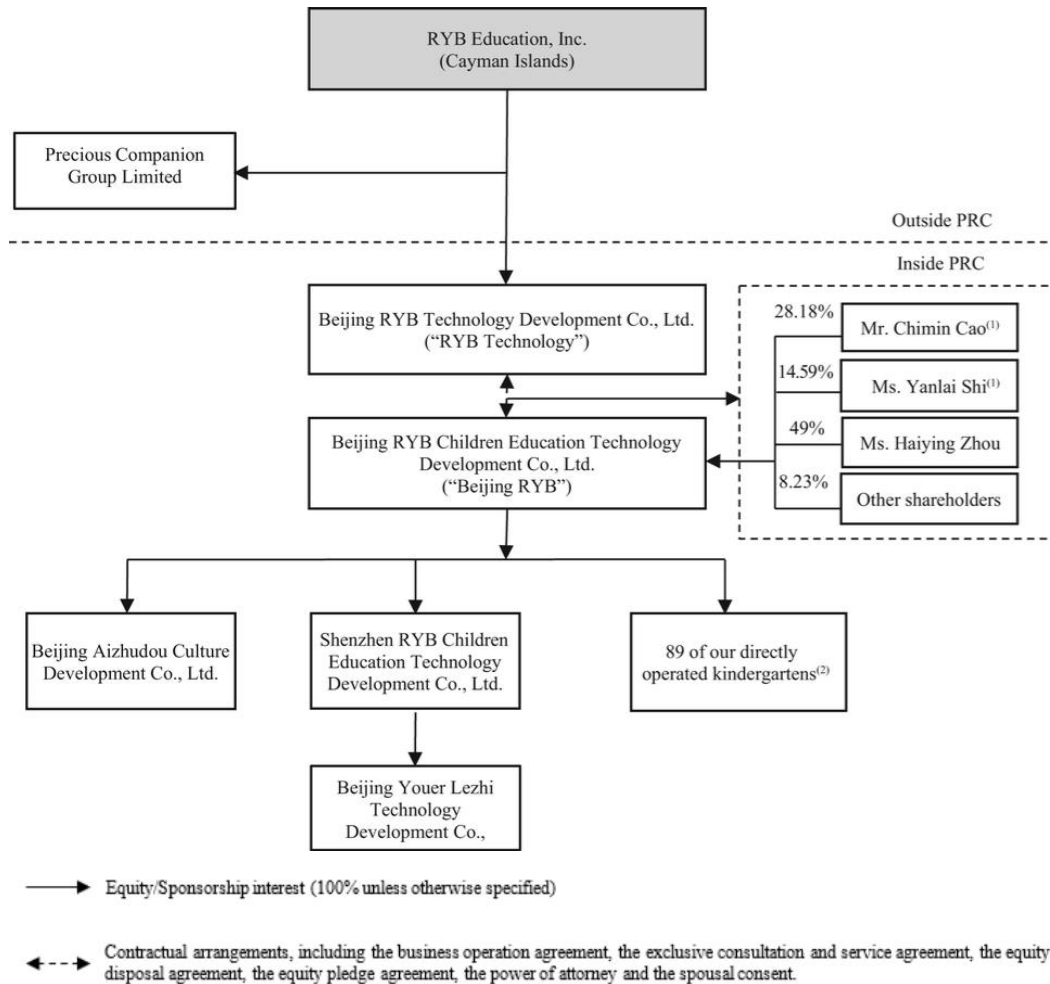 RYB Education, Inc.
(Cayman Islands)
Precious Companion
Group Limited
Outside PRC
Inside PRC
Beijing RYB Technology Development Co., Ltd.
(“RYB Technology”)
28.18%
Mr. Chimin Cao(1)
14.59%
Ms. Yanlai Shi(1)
49%
Ms. Haiying Zhou
8.23%
Other shareholders
Beijing RYB Children Education Technology
Development Co., Ltd.
(“Beijing RYB”)
Beijing Aizhudou Culture
Development Co., Ltd.
Shenzhen RYB Children
Education Technology
Development Co., Ltd.
89 of our directly
operated kindergartens(2)
Beijing Youer Lezhi
Technology
Development Co.,
Equity/Sponsorship interest (100% unless otherwise specified)
Contractual arrangements, including the business operation agreement, the exclusive consultation and service agreement, the equity
disposal agreement, the equity pledge agreement, the power of attorney and the spousal consent.